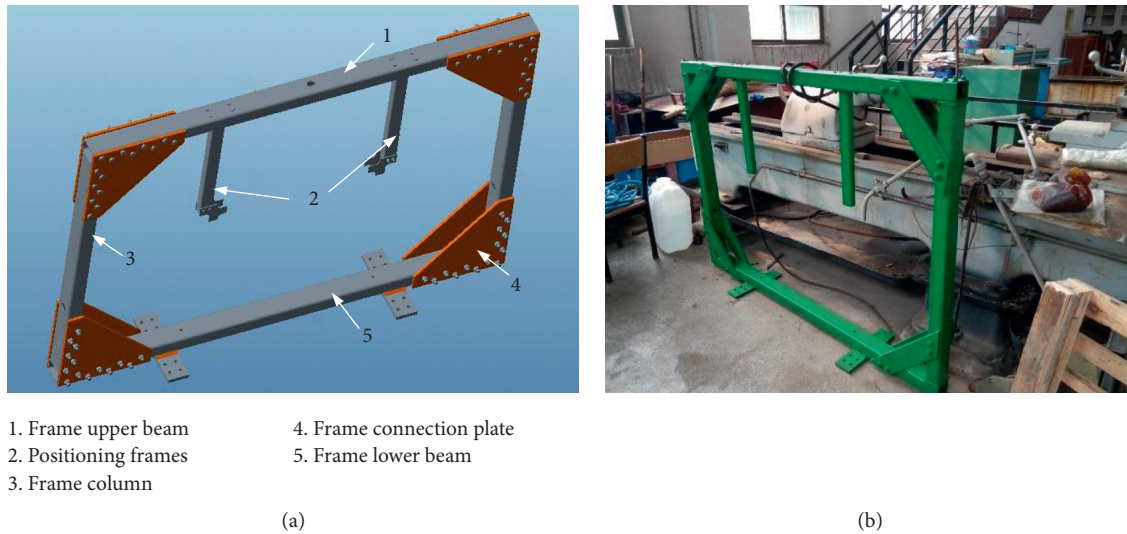 1
2
3
4
5
1. Frame upper beam
2. Positioning frames
3. Frame column
4. Frame connection plate
5. Frame lower beam
(a)
(b)